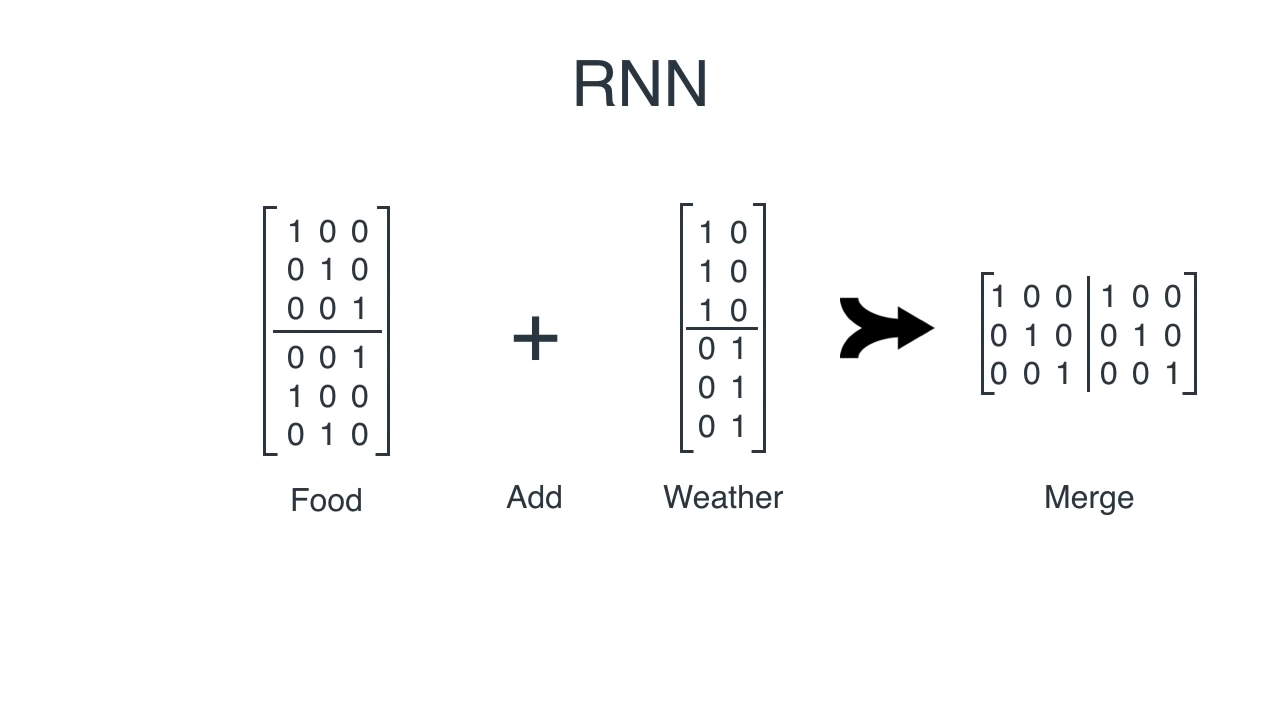 RNN
1 0 0
0 1 0
0 0 1
0 0 1
1 0 0
0 1 0
Food
+
Add
1 0
1 0
1 0
0 1
0 1
0 1
Weather
1 0 0 1 0 0
0 1 0 0 1 0
0 0 1 0 0 1
Merge